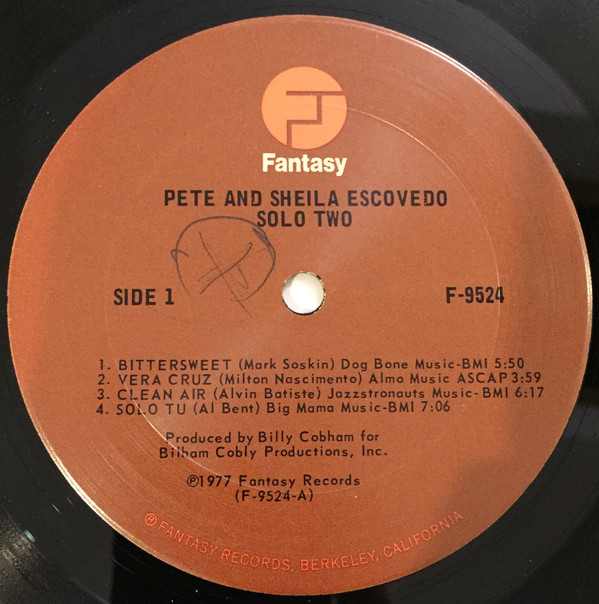 Fantasy
PETE AND SHEILA ESCOVEDO
SOLO TWO
SIDE 1
F-9524
1. BITTERSWEET (Mark Soskin) Dog Bone Music-BMI 5:50
2. VERA CRUZ (Milton Nascimento) Almo Music ASCAP 3:59
3. CLEAN AIR (Alvin Batiste) Jazzstronauts Music-BMI 6:17
4. SOLO TU (Al Bent) Big Mama Music-BMI 7:06
Produced by Billy Cobham for
Bilham Cobly Productions, Inc.
℗1977 Fantasy Records
(F-9524-A)
® FANTASY RECORDS, BERKELEY, CALIFORNIA